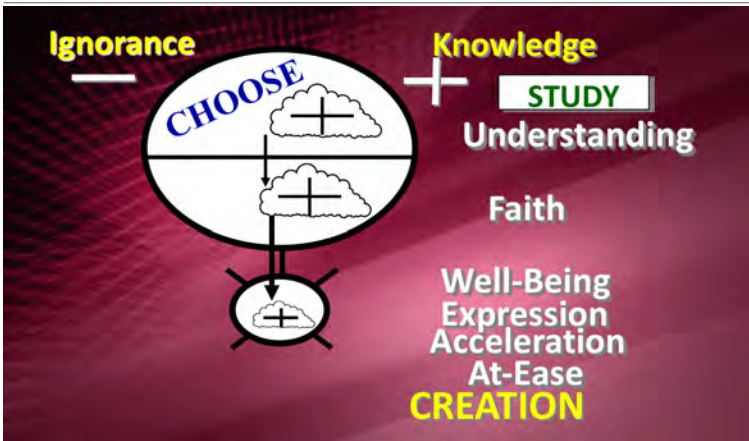 Ignorance
Knowledge
CHOOSE
STUDY
Understanding
Faith
Well-Being
Expression
Acceleration
At-Ease
CREATION